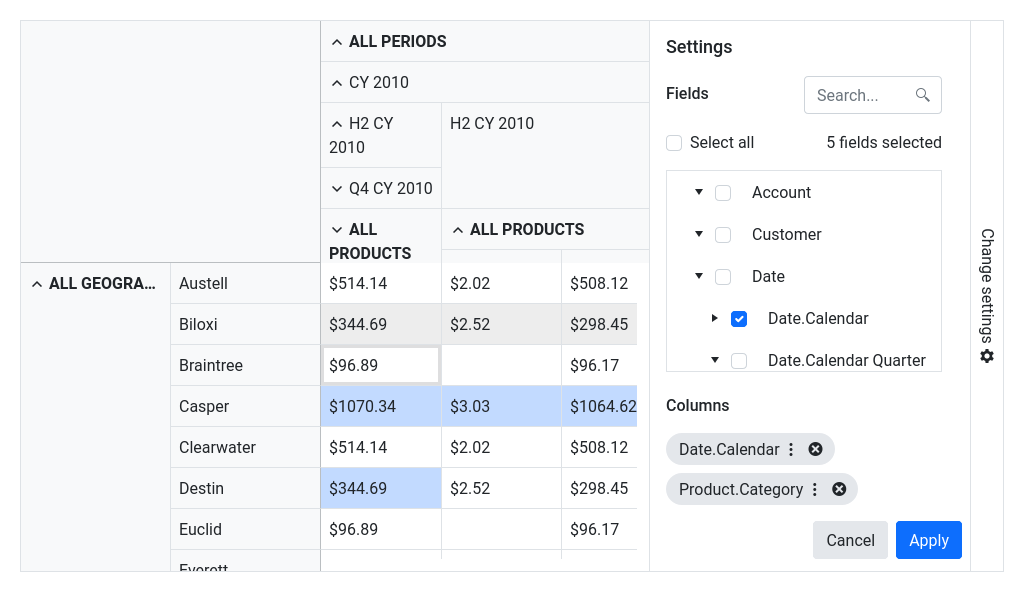 ALL PERIODS
CY 2010
H2 CY
2010
H2 CY 2010
Q4 CY 2010
ALL
PRODUCTS
ALL PRODUCTS
ALL GEOGRA...
Austell
$514.14
$2.02
$508.12
Biloxi
$344.69
$2.52
$298.45
Braintree
$96.89
$96.17
Casper
$1070.34
$3.03
$1064.62
Clearwater
$514.14
$2.02
$508.12
Destin
$344.69
$2.52
$298.45
Euclid
$96.89
$96.17
Everett
Settings
Fields
Search...
Select all
5 fields selected
Account
Customer
Date
Date.Calendar
Date.Calendar Quarter
Columns
Date.Calendar
Product.Category
Cancel
Apply
Change settings